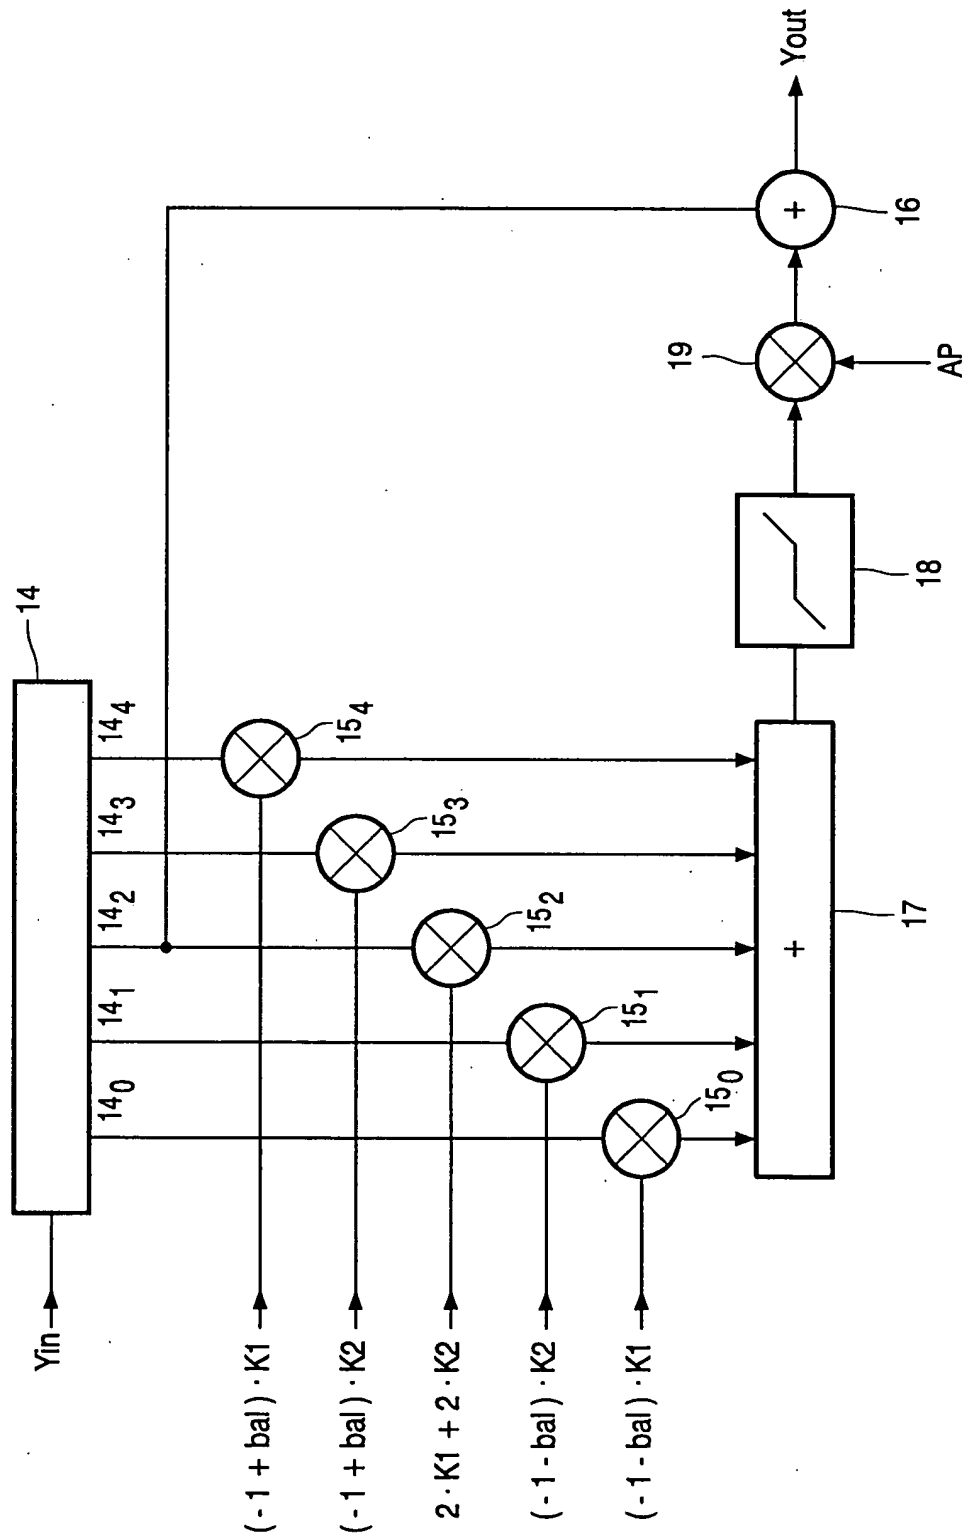 Yin
14
14₀
14₁
14₂
14₃
14₄
(-1 + bal) · K1
15₄
(-1 + bal) · K2
15₃
2 · K1 + 2 · K2
15₂
(-1 - bal) · K2
15₁
(-1 - bal) · K1
15₀
+
17
18
19
AP
+
16
Yout